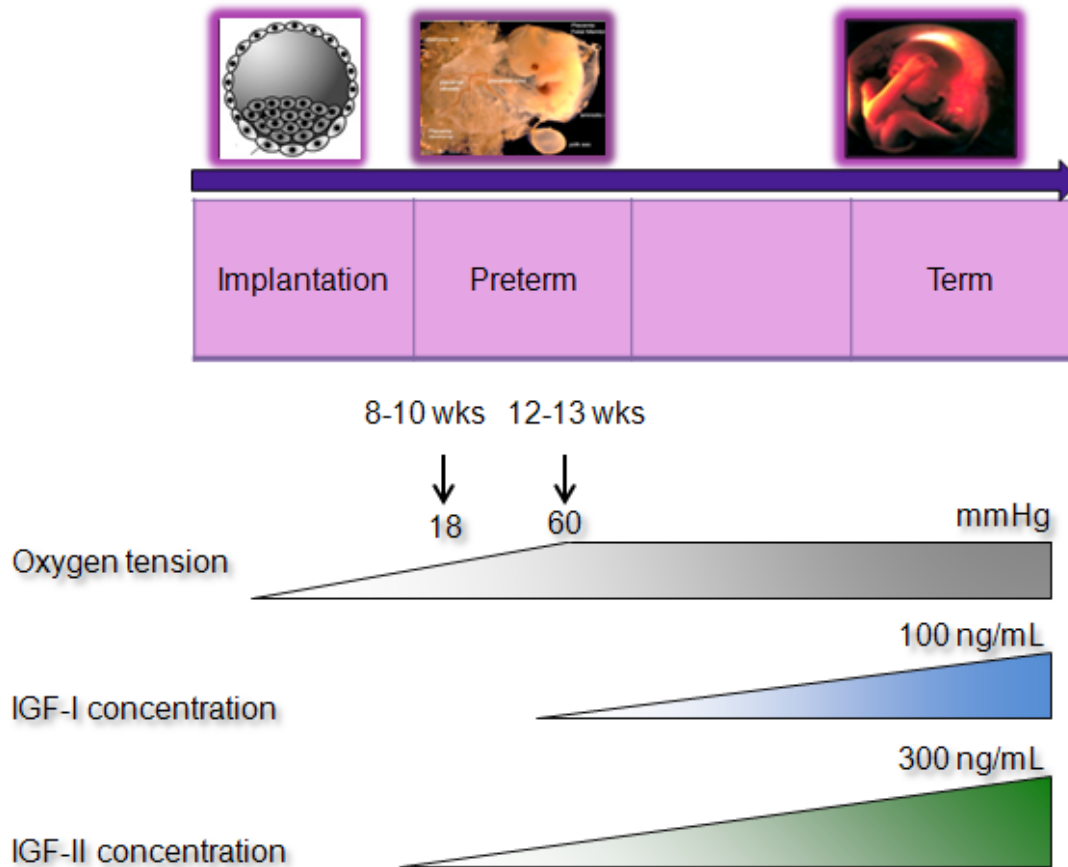 Implantation
Preterm
Term
8-10 wks
12-13 wks
18
60
mmHg
Oxygen tension
100 ng/mL
IGF-I concentration
300 ng/mL
IGF-II concentration